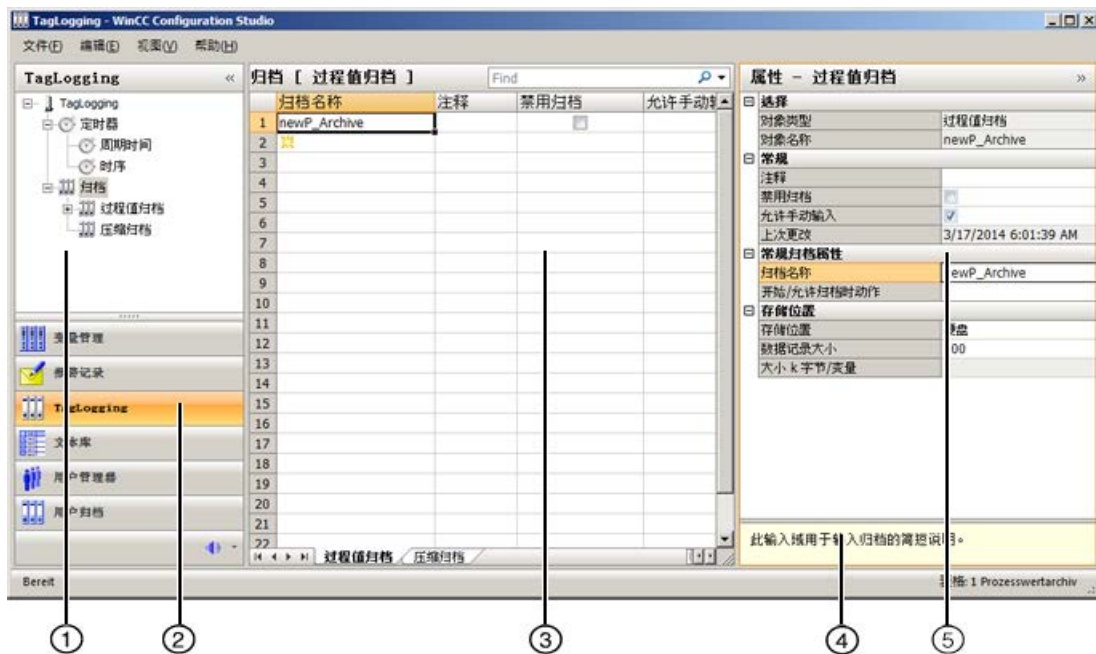 TagLogging - WinCC Configuration Studio
文件(F) 编辑(E) 视图(V) 帮助(H)
TagLogging «
TagLogging
定时器
周期时间
时序
归档
过程值归档
压缩归档
变量管理
报警记录
TagLogging
文本库
用户管理器
用户归档
归档 [ 过程值归档 ] Find
归档名称 注释 禁用归档 允许手动输
1 newP_Archive
2
3
4
5
6
7
8
9
10
11
12
13
14
15
16
17
18
19
20
21
22
过程值归档 压缩归档
属性 - 过程值归档 »
选择
对象类型 过程值归档
对象名称 newP_Archive
常规
注释
禁用归档
允许手动输入
上次更改 3/17/2014 6:01:39 AM
常规归档属性
归档名称 ewP_Archive
开始/允许归档时动作
存储位置
存储位置 硬盘
数据记录大小 00
大小 k 字节/变量
此输入域用于输入归档的简短说明。
Bereit 表格: 1 Prozesswertarchiv
① ② ③ ④ ⑤